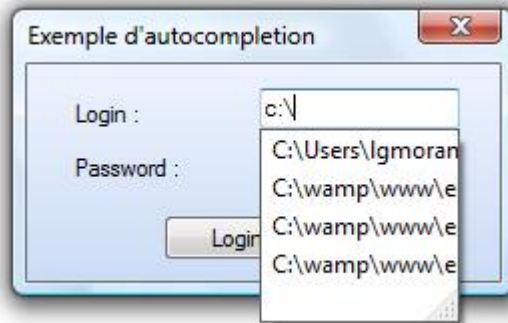 Exemple d'autocompletion
Login :
c:\
Password :
C:\Users\lgmoran
C:\wamp\www\e
C:\wamp\www\e
C:\wamp\www\e
Login